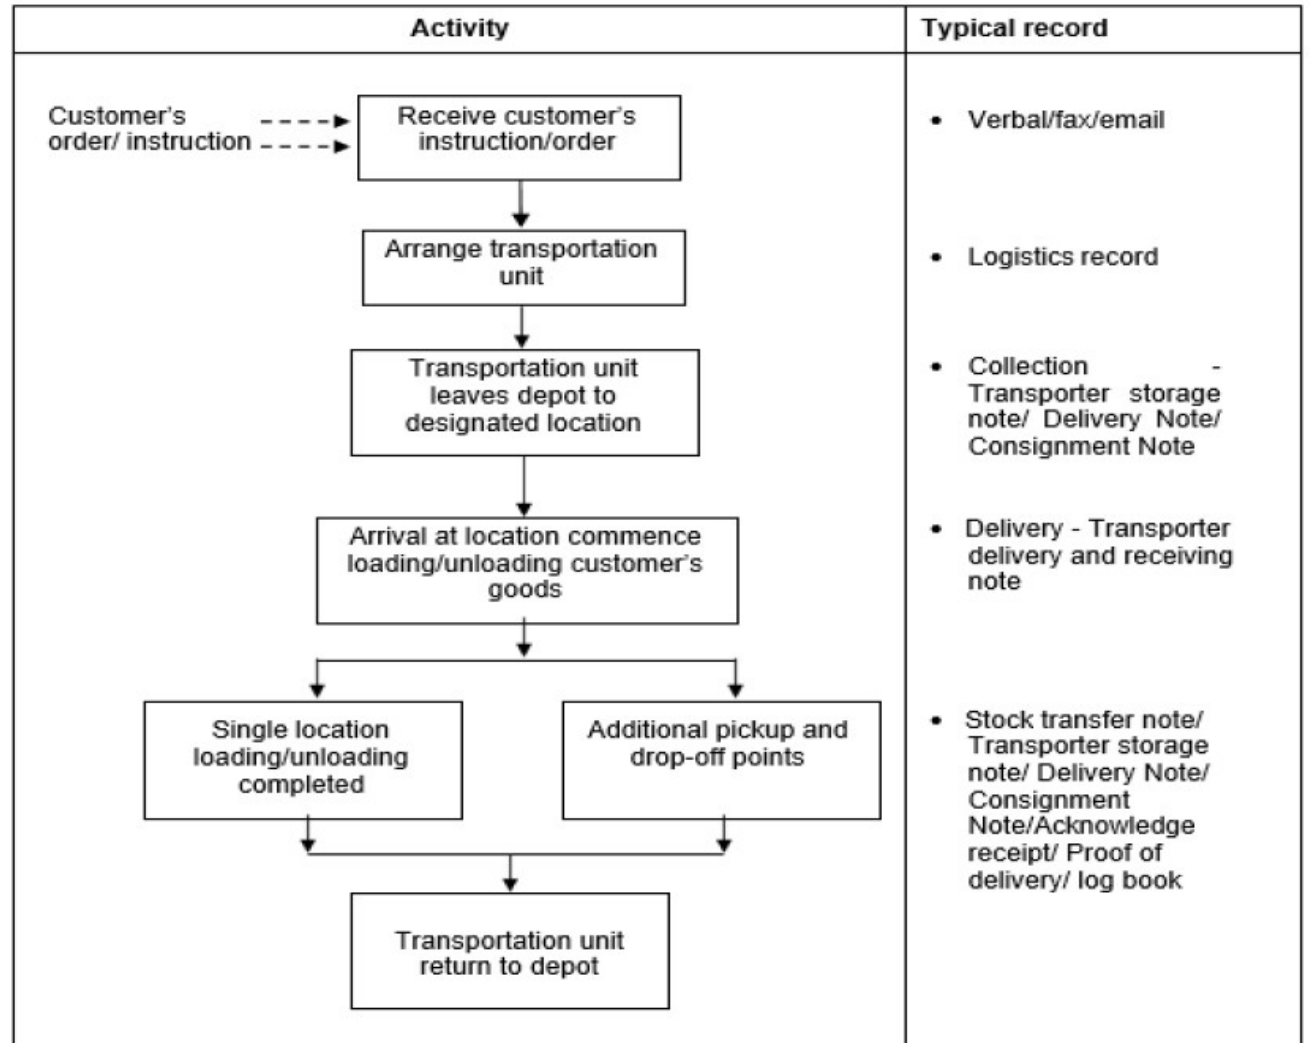 Activity
Typical record
Customer's
order/ instruction
Receive customer's
instruction/order
• Verbal/fax/email
Arrange transportation
unit
• Logistics record
Transportation unit
leaves depot to
designated location
• Collection -
Transporter storage
note/ Delivery Note/
Consignment Note
Arrival at location commence
loading/unloading customer's
goods
• Delivery - Transporter
delivery and receiving
note
Single location
loading/unloading
completed
Additional pickup and
drop-off points
• Stock transfer note/
Transporter storage
note/ Delivery Note/
Consignment
Note/Acknowledge
receipt/ Proof of
delivery/ log book
Transportation unit
return to depot